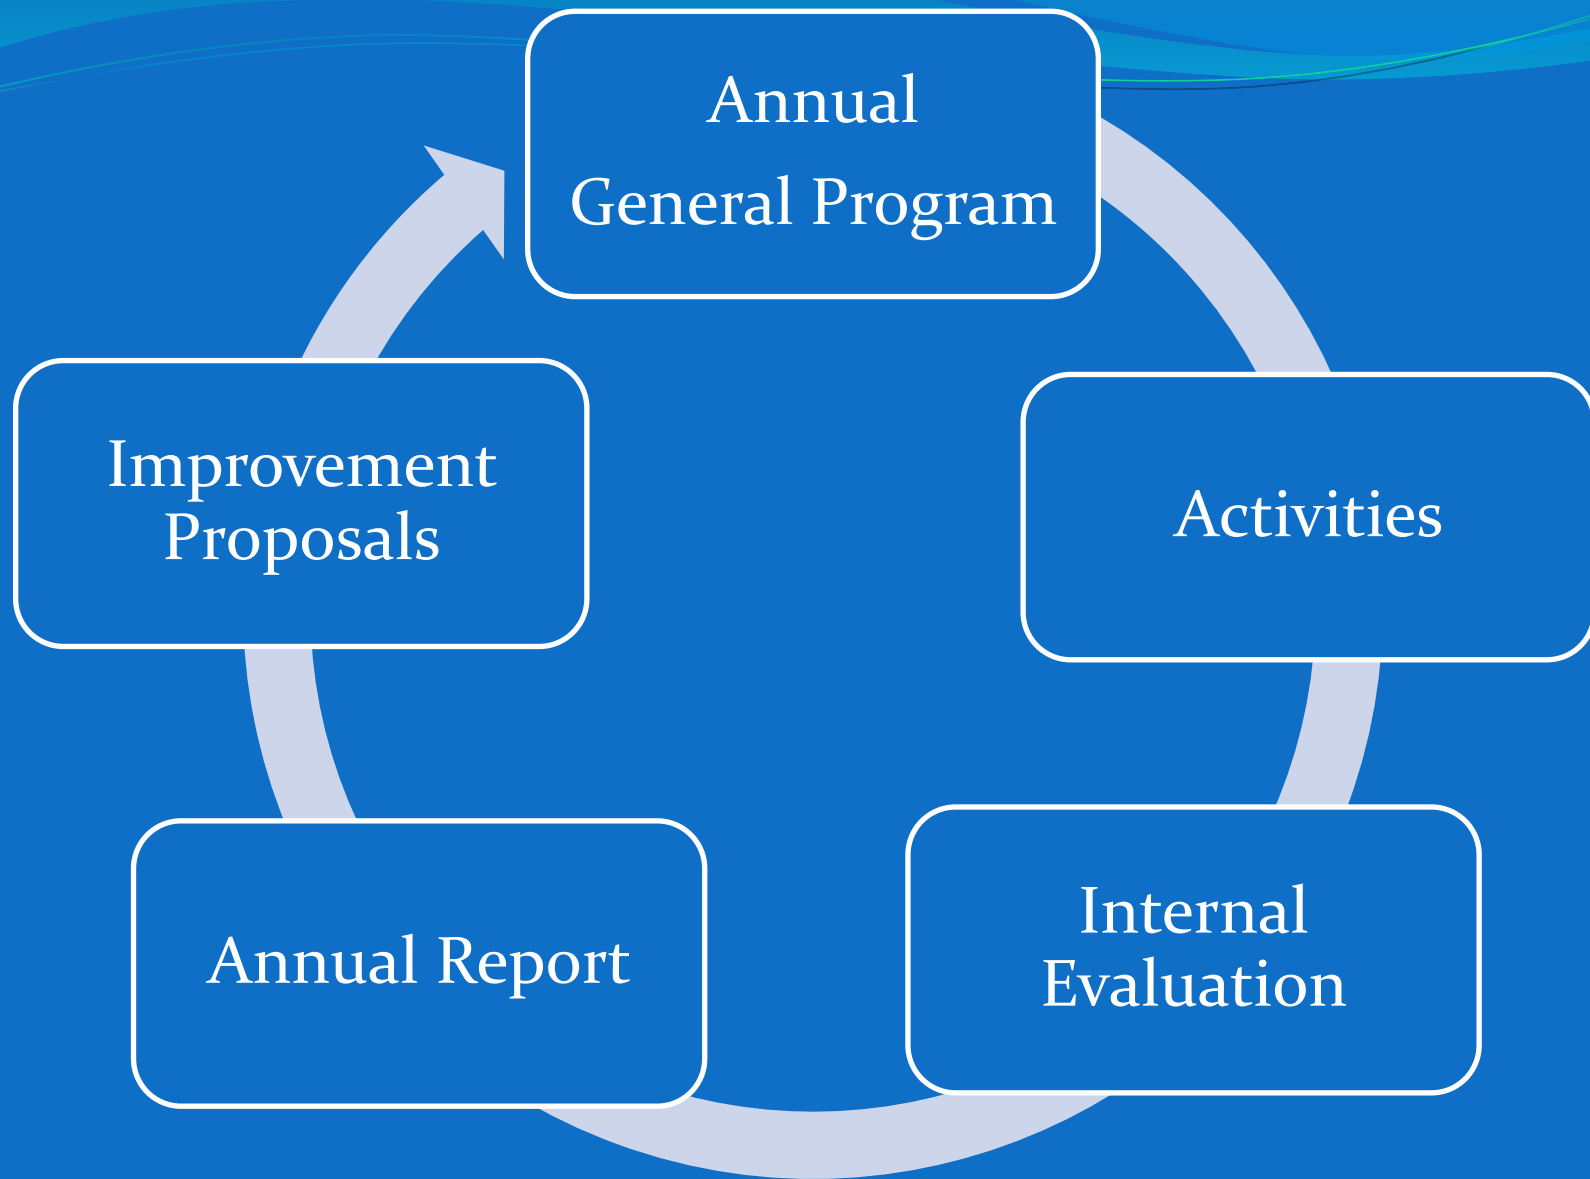 Annual
General Program
Activities
Internal
Evaluation
Annual Report
Improvement
Proposals